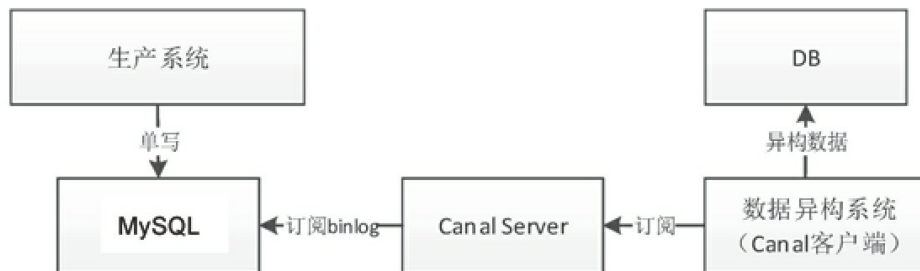 生产系统
DB
单写
异构数据
MySQL
订阅binlog
Canal Server
订阅
数据异构系统
（Canal客户端）